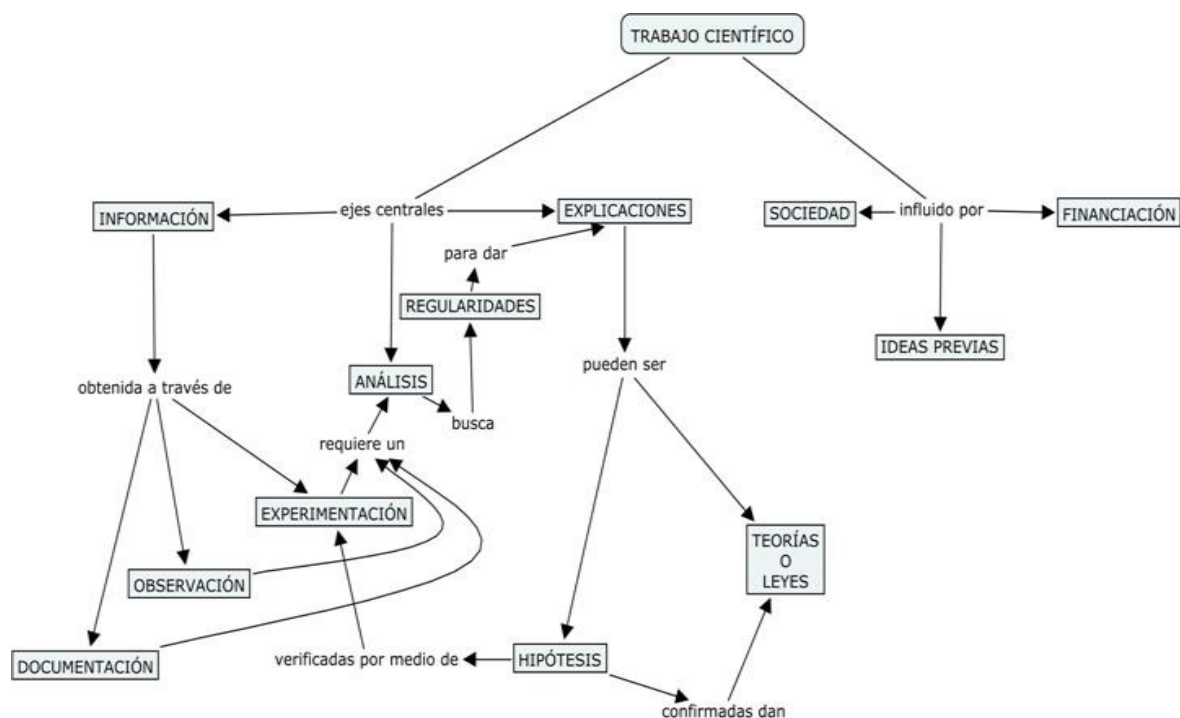 TRABAJO CIENTÍFICO
INFORMACIÓN
ejes centrales
EXPLICACIONES
SOCIEDAD
influido por
FINANCIACIÓN
para dar
REGULARIDADES
IDEAS PREVIAS
pueden ser
obtenida a través de
ANÁLISIS
busca
requiere un
EXPERIMENTACIÓN
TEORÍAS
O
LEYES
OBSERVACIÓN
DOCUMENTACIÓN
verificadas por medio de
HIPÓTESIS
confirmadas dan